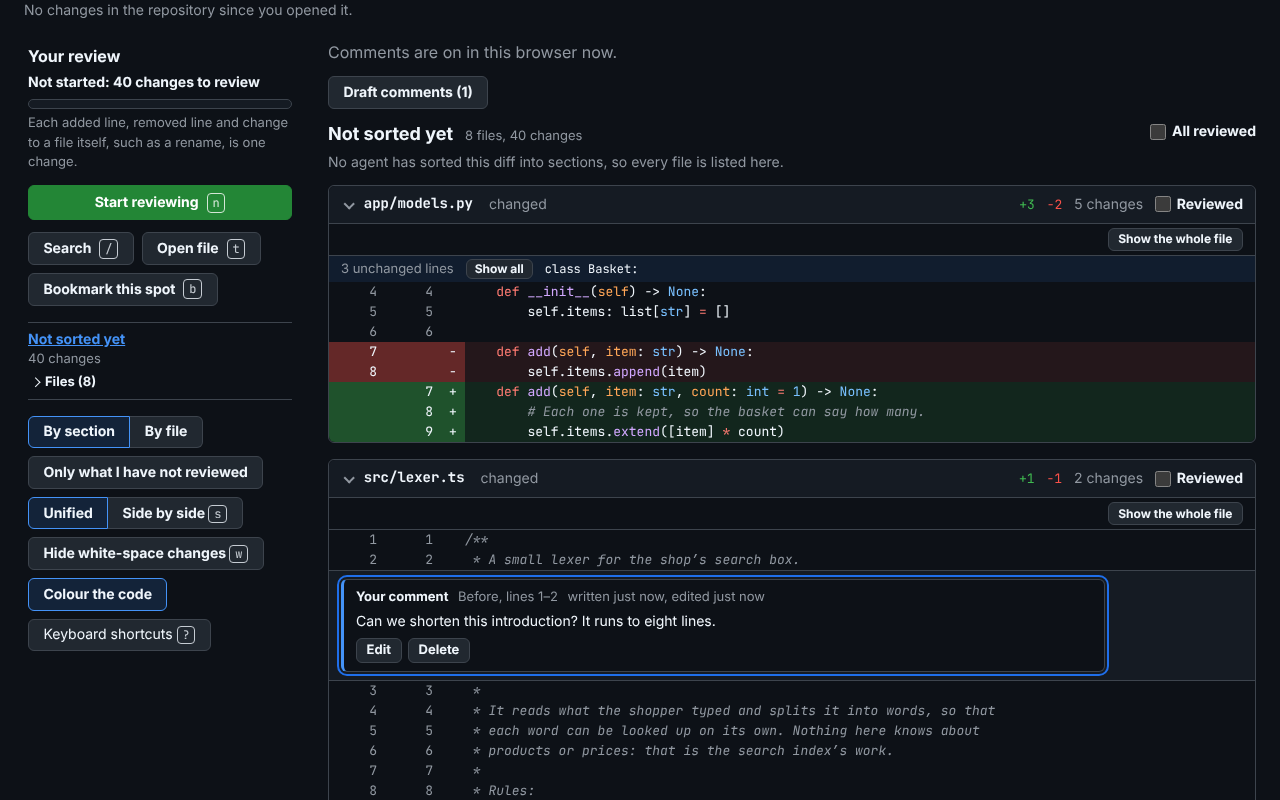 No changes in the repository since you opened it.
Your review
Not started: 40 changes to review
Each added line, removed line and change
to a file itself, such as a rename, is one
change.
Start reviewing n
Search / Open file t
Bookmark this spot b
Not sorted yet
40 changes
Files (8)
By section By file
Only what I have not reviewed
Unified Side by side s
Hide white-space changes w
Colour the code
Keyboard shortcuts ?
Comments are on in this browser now.
Draft comments (1)
Not sorted yet 8 files, 40 changes All reviewed
No agent has sorted this diff into sections, so every file is listed here.
app/models.py changed +3 -2 5 changes Reviewed
Show the whole file
3 unchanged lines Show all class Basket:
4 4 def __init__(self) -> None:
5 5 self.items: list[str] = []
6 6
7 - def add(self, item: str) -> None:
8 - self.items.append(item)
7 + def add(self, item: str, count: int = 1) -> None:
8 + # Each one is kept, so the basket can say how many.
9 + self.items.extend([item] * count)
src/lexer.ts changed +1 -1 2 changes Reviewed
Show the whole file
1 1 /**
2 2 * A small lexer for the shop’s search box.
Your comment Before, lines 1–2 written just now, edited just now
Can we shorten this introduction? It runs to eight lines.
Edit Delete
3 3 *
4 4 * It reads what the shopper typed and splits it into words, so that
5 5 * each word can be looked up on its own. Nothing here knows about
6 6 * products or prices: that is the search index’s work.
7 7 *
8 8 * Rules: